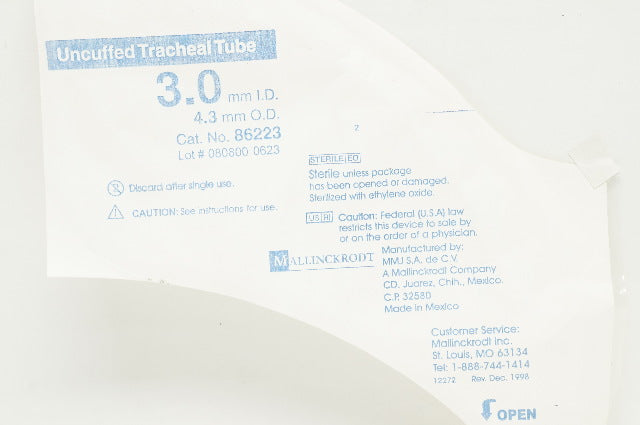 Uncuffed Tracheal Tube
3.0 mm I.D.
4.3 mm O.D.
Cat. No. 86223
Lot # 080800 0623
Discard after single use.
CAUTION: See instructions for use.
2
STERILE EO
Sterile unless package
has been opened or damaged.
Sterilized with ethylene oxide.
US Caution: Federal (U.S.A) law
restricts this device to sale by
or on the order of a physician.
MALLINCKRODT
Manufactured by:
MMJ S.A. de C.V.
A Mallinckrodt Company
CD. Juarez, Chih., Mexico.
C.P. 32580
Made in Mexico
Customer Service:
Mallinckrodt Inc.
St. Louis, MO 63134
Tel: 1-888-744-1414
12272 Rev. Dec. 1998
OPEN